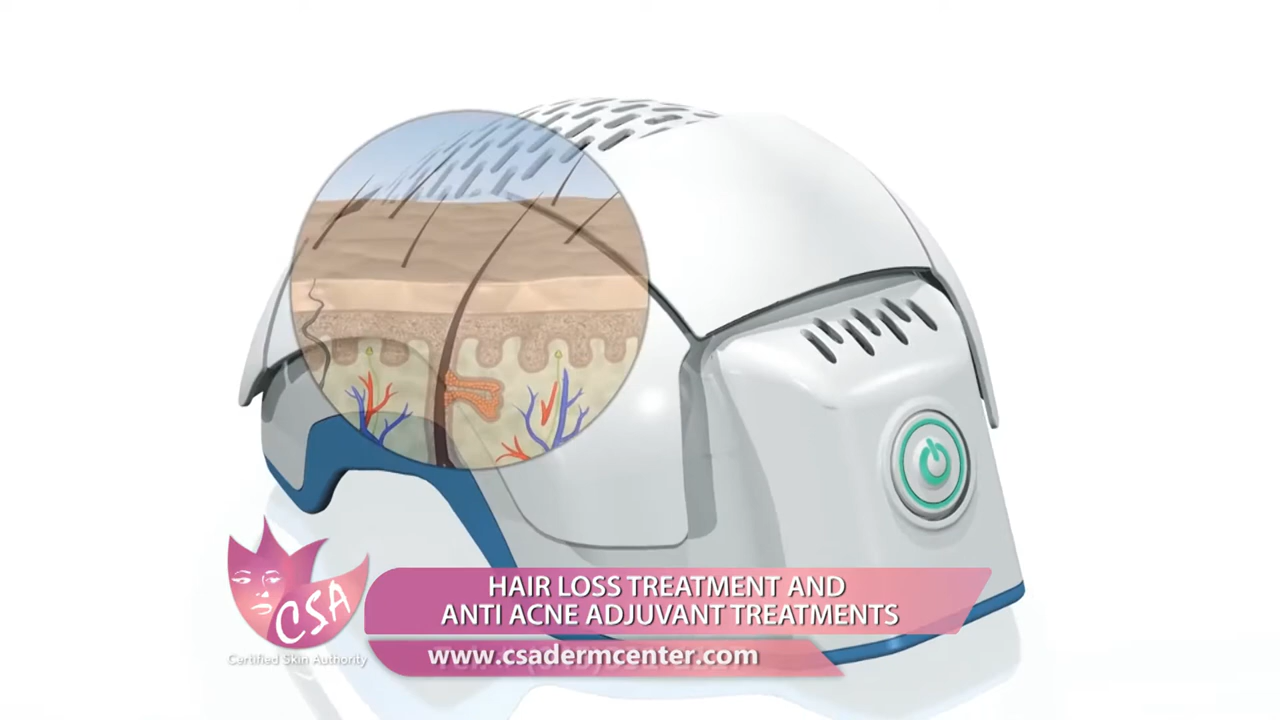 HAIR LOSS TREATMENT AND
ANTI ACNE ADJUVANT TREATMENTS
CSA
Certified Skin Authority
www.csadermcenter.com